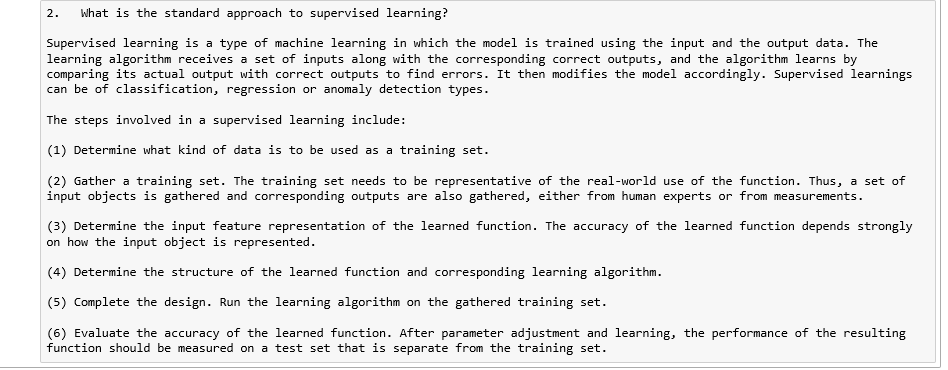 2.   What is the standard approach to supervised learning?
Supervised learning is a type of machine learning in which the model is trained using the input and the output data. The
learning algorithm receives a set of inputs along with the corresponding correct outputs, and the algorithm learns by
comparing its actual output with correct outputs to find errors. It then modifies the model accordingly. Supervised learnings
can be of classification, regression or anomaly detection types.
The steps involved in a supervised learning include:
(1) Determine what kind of data is to be used as a training set.
(2) Gather a training set. The training set needs to be representative of the real-world use of the function. Thus, a set of
input objects is gathered and corresponding outputs are also gathered, either from human experts or from measurements.
(3) Determine the input feature representation of the learned function. The accuracy of the learned function depends strongly
on how the input object is represented.
(4) Determine the structure of the learned function and corresponding learning algorithm.
(5) Complete the design. Run the learning algorithm on the gathered training set.
(6) Evaluate the accuracy of the learned function. After parameter adjustment and learning, the performance of the resulting
function should be measured on a test set that is separate from the training set.